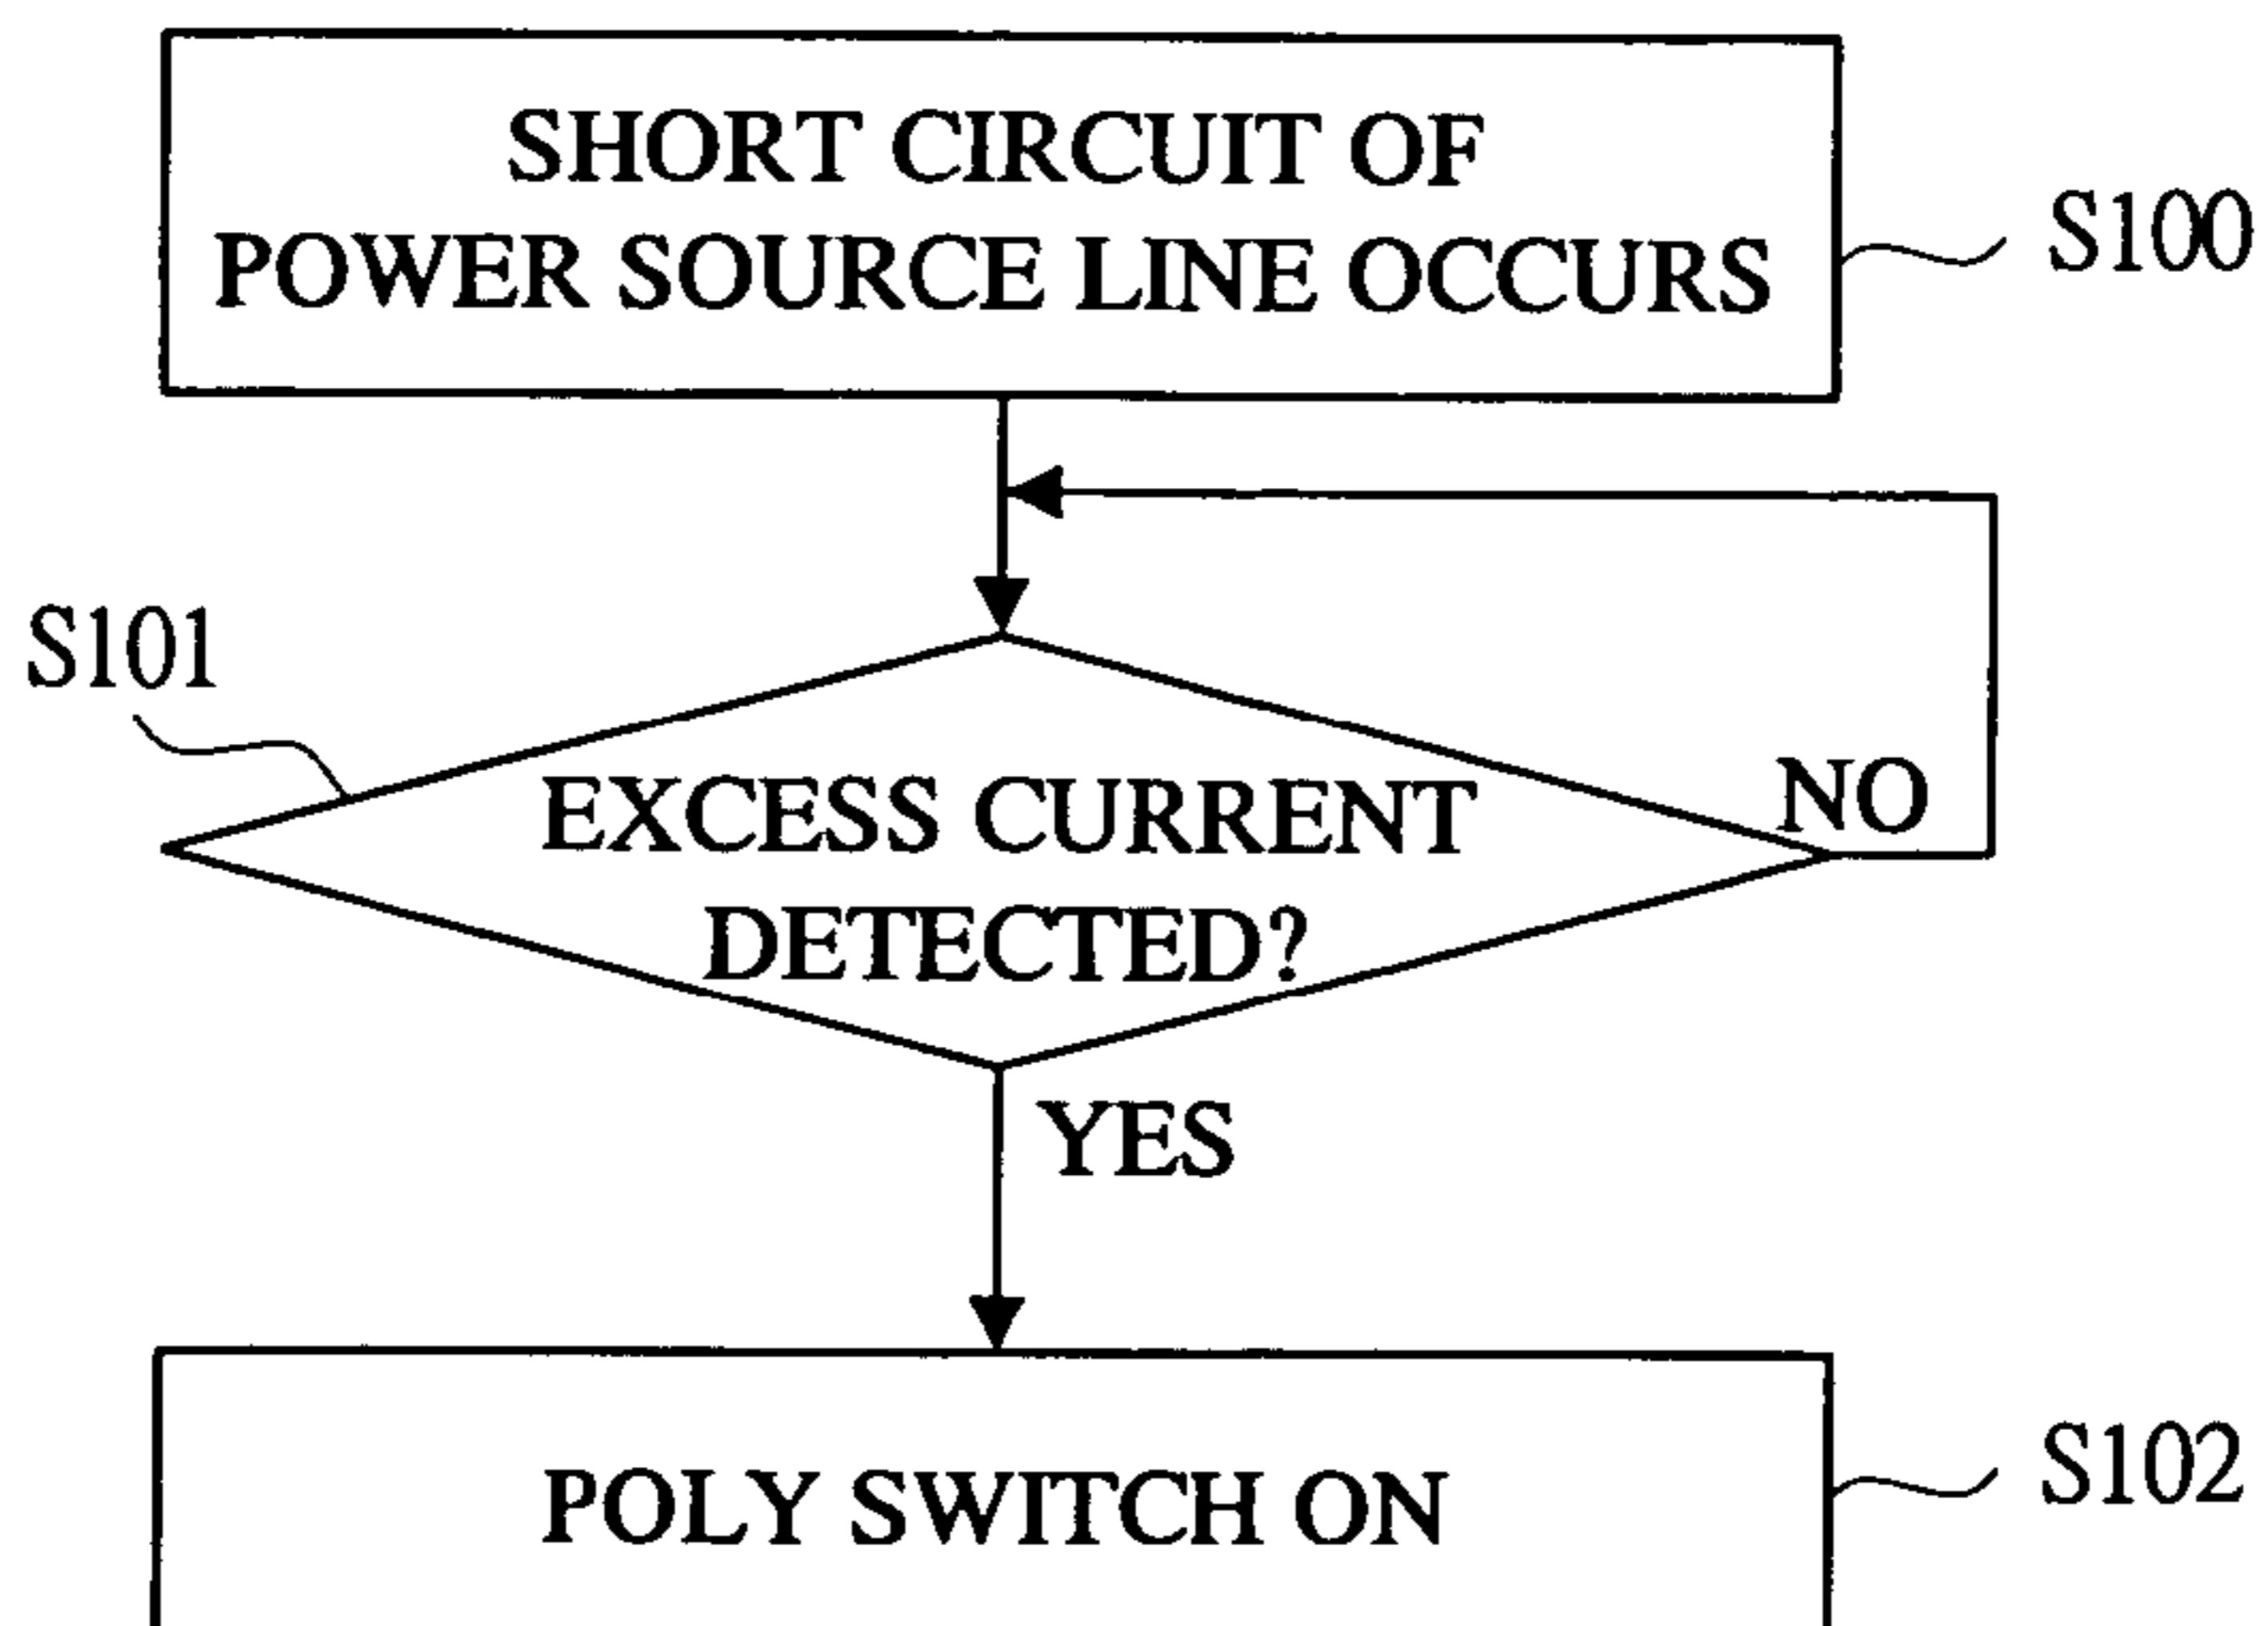 SHORT CIRCUIT OF
POWER SOURCE LINE OCCURS
S100
S101
EXCESS CURRENT
DETECTED?
NO
YES
POLY SWITCH ON
S102